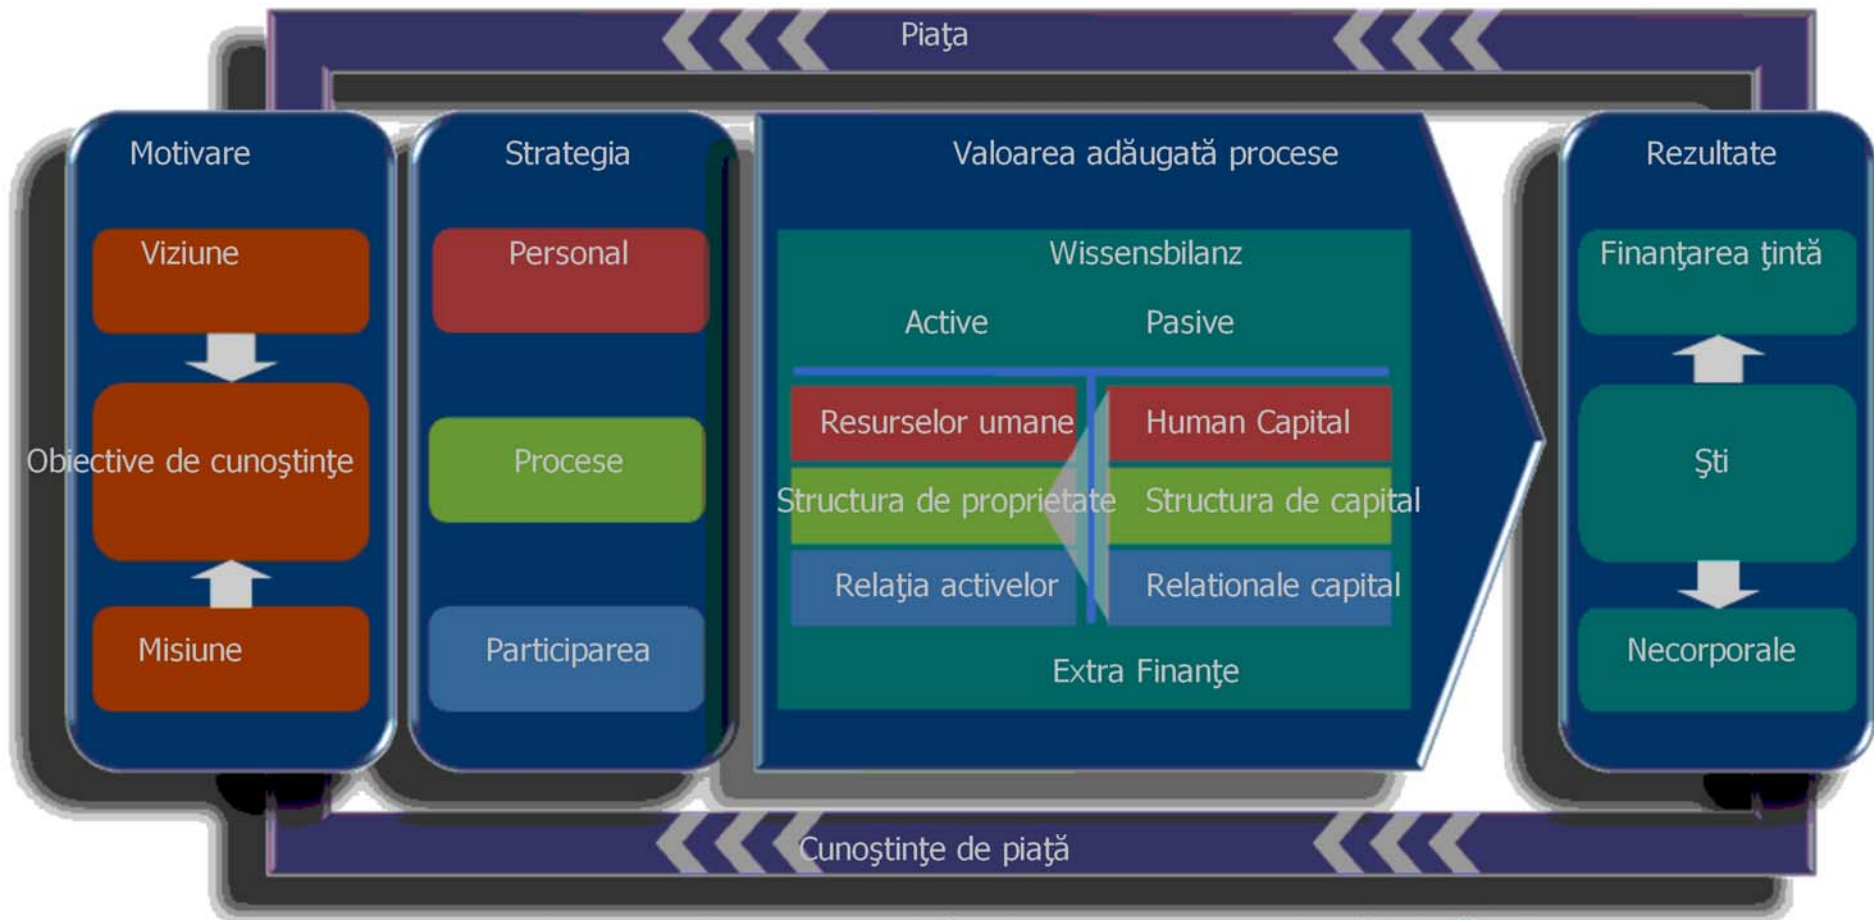 Piaţa
Motivare
Viziune
Obiective de cunoştinţe
Misiune
Strategia
Personal
Procese
Participarea
Valoarea adăugată procese
Wissensbilanz
Active Pasive
Resurselor umane Human Capital
Structura de proprietate Structura de capital
Relaţia activelor Relationale capital
Extra Finanţe
Rezultate
Finanţarea ţintă
Şti
Necorporale
Cunoştinţe de piaţă